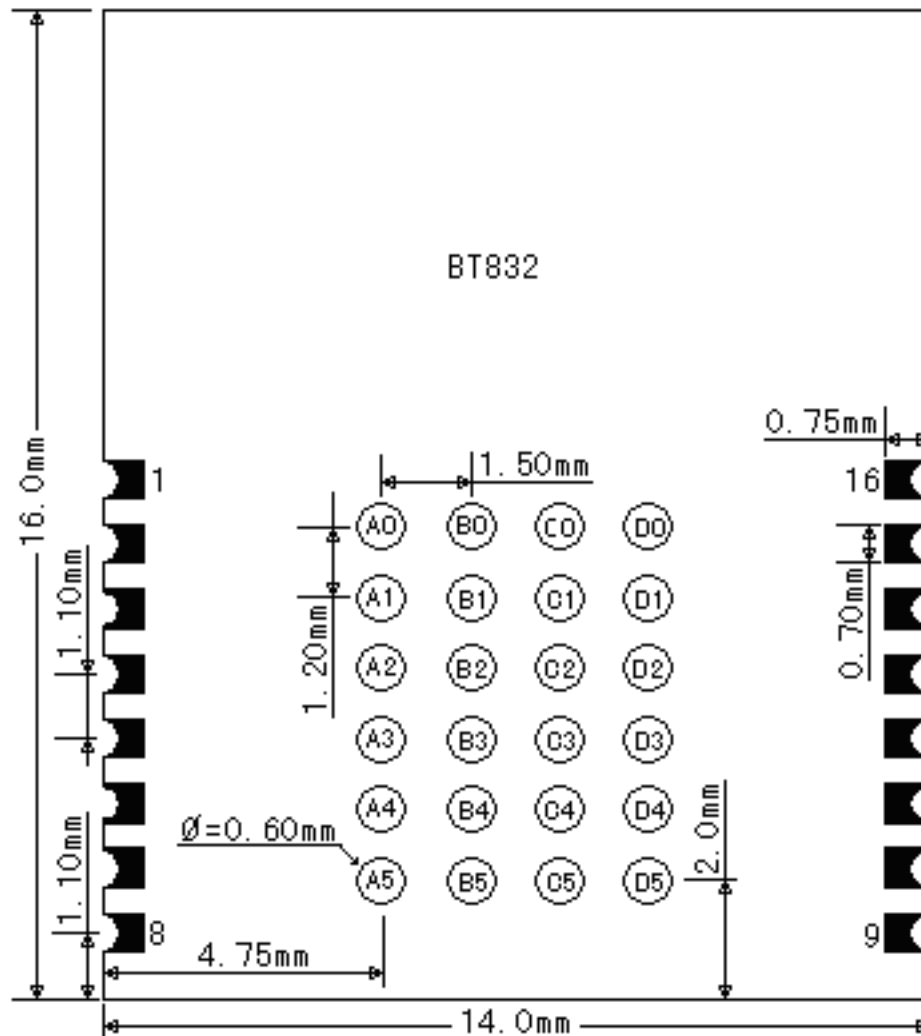 BT832
16.0mm
0.75mm
1
1.50mm
16
A0 B0 C0 D0
1.10mm
A1 B1 C1 D1
1.20mm
0.70mm
A2 B2 C2 D2
A3 B3 C3 D3
A4 B4 C4 D4
Ø=0.60mm
2.0mm
A5 B5 C5 D5
1.10mm
8
9
4.75mm
14.0mm